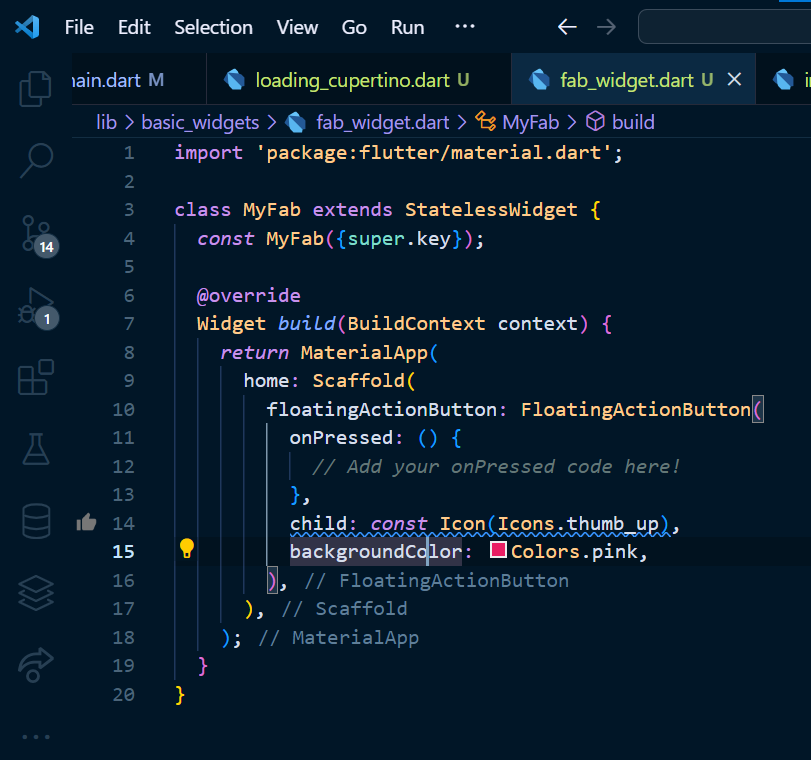 File Edit Selection View Go Run ...
main.dart M loading_cupertino.dart U fab_widget.dart U
lib > basic_widgets > fab_widget.dart > MyFab > build
1 import 'package:flutter/material.dart';
2
3 class MyFab extends StatelessWidget {
4 const MyFab({super.key});
5
6 @override
7 Widget build(BuildContext context) {
8 return MaterialApp(
9 home: Scaffold(
10 floatingActionButton: FloatingActionButton(
11 onPressed: () {
12 // Add your onPressed code here!
13 },
14 child: const Icon(Icons.thumb_up),
15 backgroundColor: Colors.pink,
16 ), // FloatingActionButton
17 ), // Scaffold
18 ); // MaterialApp
19 }
20 }
14
1